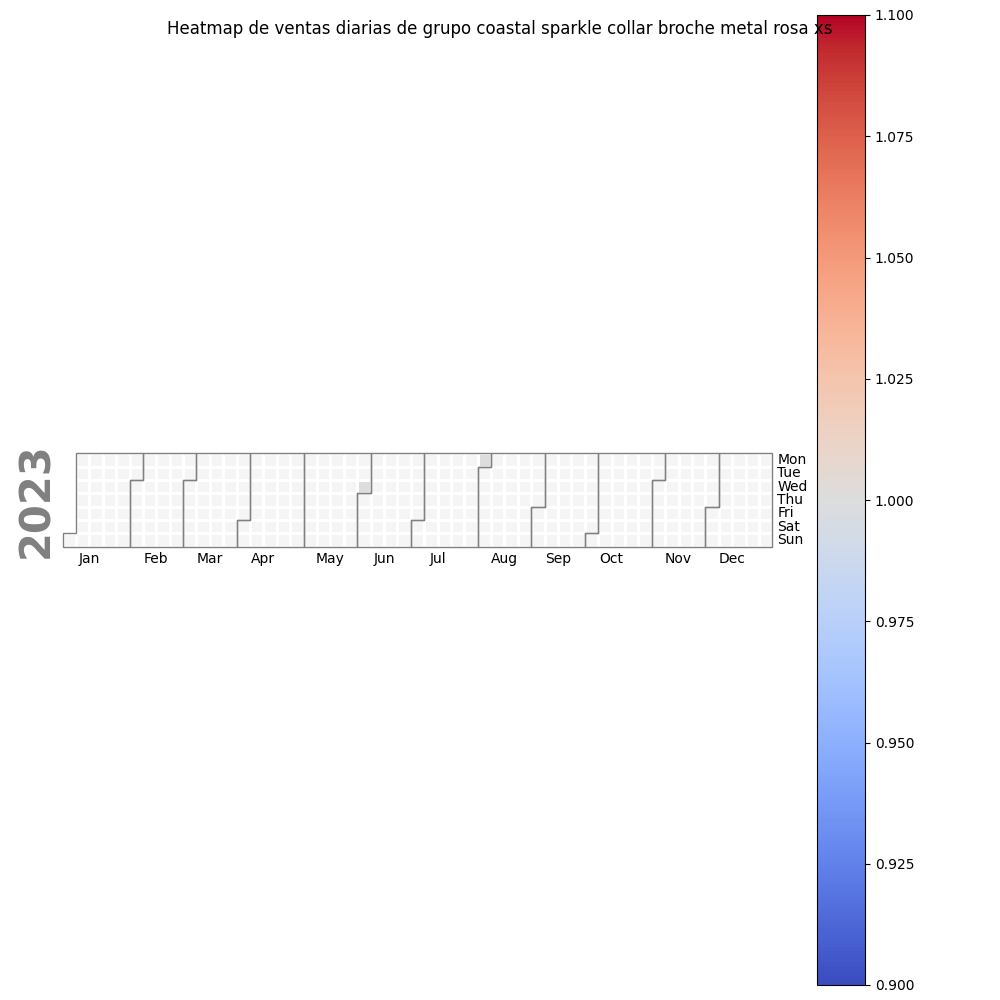 Heatmap de ventas diarias de grupo coastal sparkle collar broche metal rosa xs
2023
Mon
Tue
Wed
Thu
Fri
Sat
Sun
Jan Feb Mar Apr May Jun Jul Aug Sep Oct Nov Dec
1.100
1.075
1.050
1.025
1.000
0.975
0.950
0.925
0.900